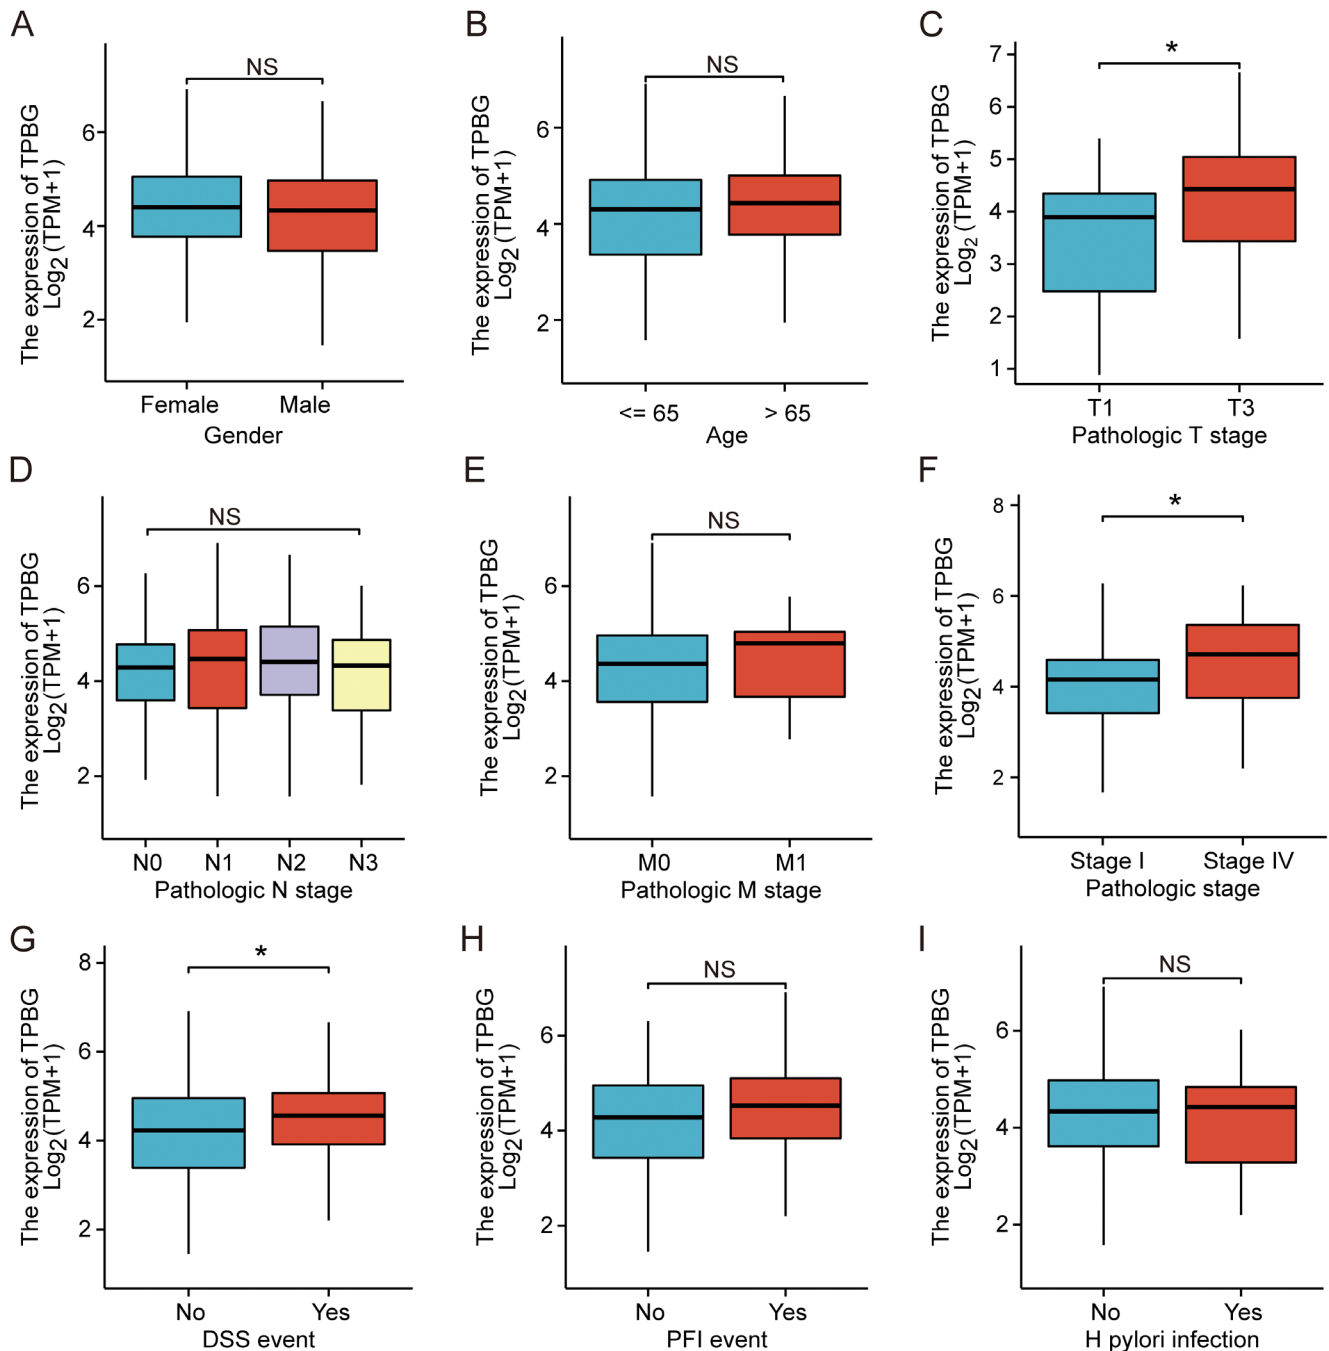 A
The expression of TPBG
Log2(TPM+1)
NS
6
4
2
Female Male
Gender
B
The expression of TPBG
Log2(TPM+1)
NS
6
4
2
<= 65 > 65
Age
C
The expression of TPBG
Log2(TPM+1)
*
7
6
5
4
3
2
1
T1 T3
Pathologic T stage
D
The expression of TPBG
Log2(TPM+1)
NS
6
4
2
N0 N1 N2 N3
Pathologic N stage
E
The expression of TPBG
Log2(TPM+1)
NS
6
4
2
M0 M1
Pathologic M stage
F
The expression of TPBG
Log2(TPM+1)
*
8
6
4
2
Stage I Stage IV
Pathologic stage
G
The expression of TPBG
Log2(TPM+1)
*
8
6
4
2
No Yes
DSS event
H
The expression of TPBG
Log2(TPM+1)
NS
6
4
2
No Yes
PFI event
I
The expression of TPBG
Log2(TPM+1)
NS
6
4
2
No Yes
H pylori infection